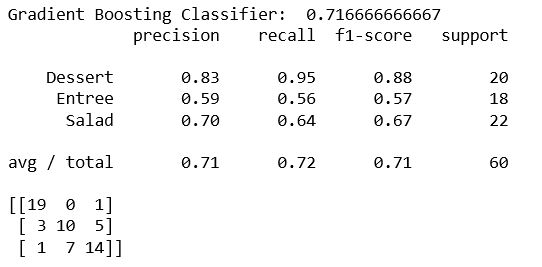 Gradient Boosting Classifier:  0.716666666667
precision recall f1-score support
Dessert 0.83 0.95 0.88 20
Entree 0.59 0.56 0.57 18
Salad 0.70 0.64 0.67 22
avg / total 0.71 0.72 0.71 60
[[19  0  1]
[ 3 10  5]
[ 1  7 14]]